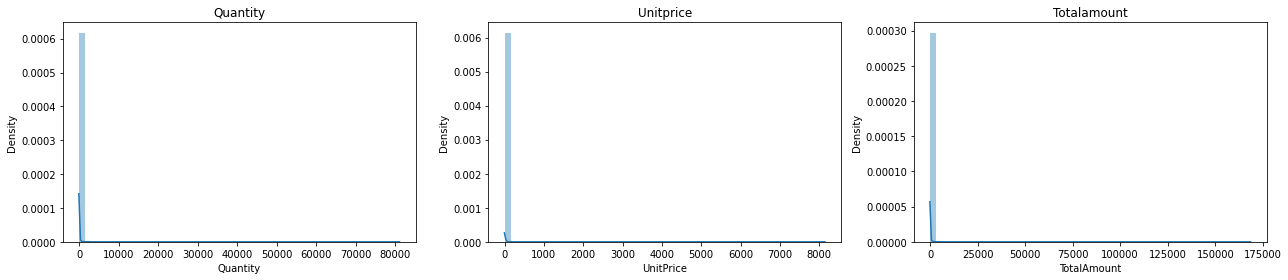 Quantity
0.0006
0.0005
0.0004
0.0003
0.0002
0.0001
0.0000
Density
0 10000 20000 30000 40000 50000 60000 70000 80000
Quantity
Unitprice
0.006
0.005
0.004
0.003
0.002
0.001
0.000
Density
0 1000 2000 3000 4000 5000 6000 7000 8000
UnitPrice
Totalamount
0.00030
0.00025
0.00020
0.00015
0.00010
0.00005
0.00000
Density
0 25000 50000 75000 100000 125000 150000 175000
TotalAmount